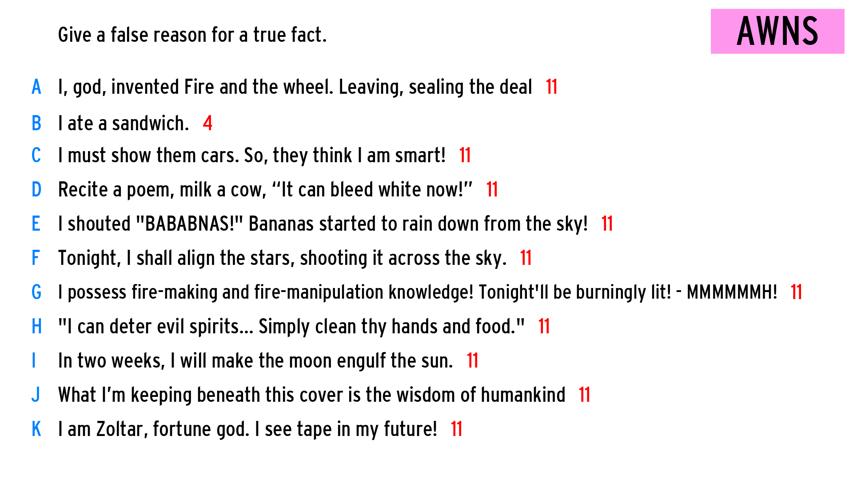 Give a false reason for a true fact.
AWNS
A I, god, invented Fire and the wheel. Leaving, sealing the deal 11
B I ate a sandwich. 4
C I must show them cars. So, they think I am smart! 11
D Recite a poem, milk a cow, “It can bleed white now!” 11
E I shouted "BABABNAS!" Bananas started to rain down from the sky! 11
F Tonight, I shall align the stars, shooting it across the sky. 11
G I possess fire-making and fire-manipulation knowledge! Tonight'll be burningly lit! - MMMMMMH! 11
H "I can deter evil spirits... Simply clean thy hands and food." 11
I In two weeks, I will make the moon engulf the sun. 11
J What I’m keeping beneath this cover is the wisdom of humankind 11
K I am Zoltar, fortune god. I see tape in my future! 11